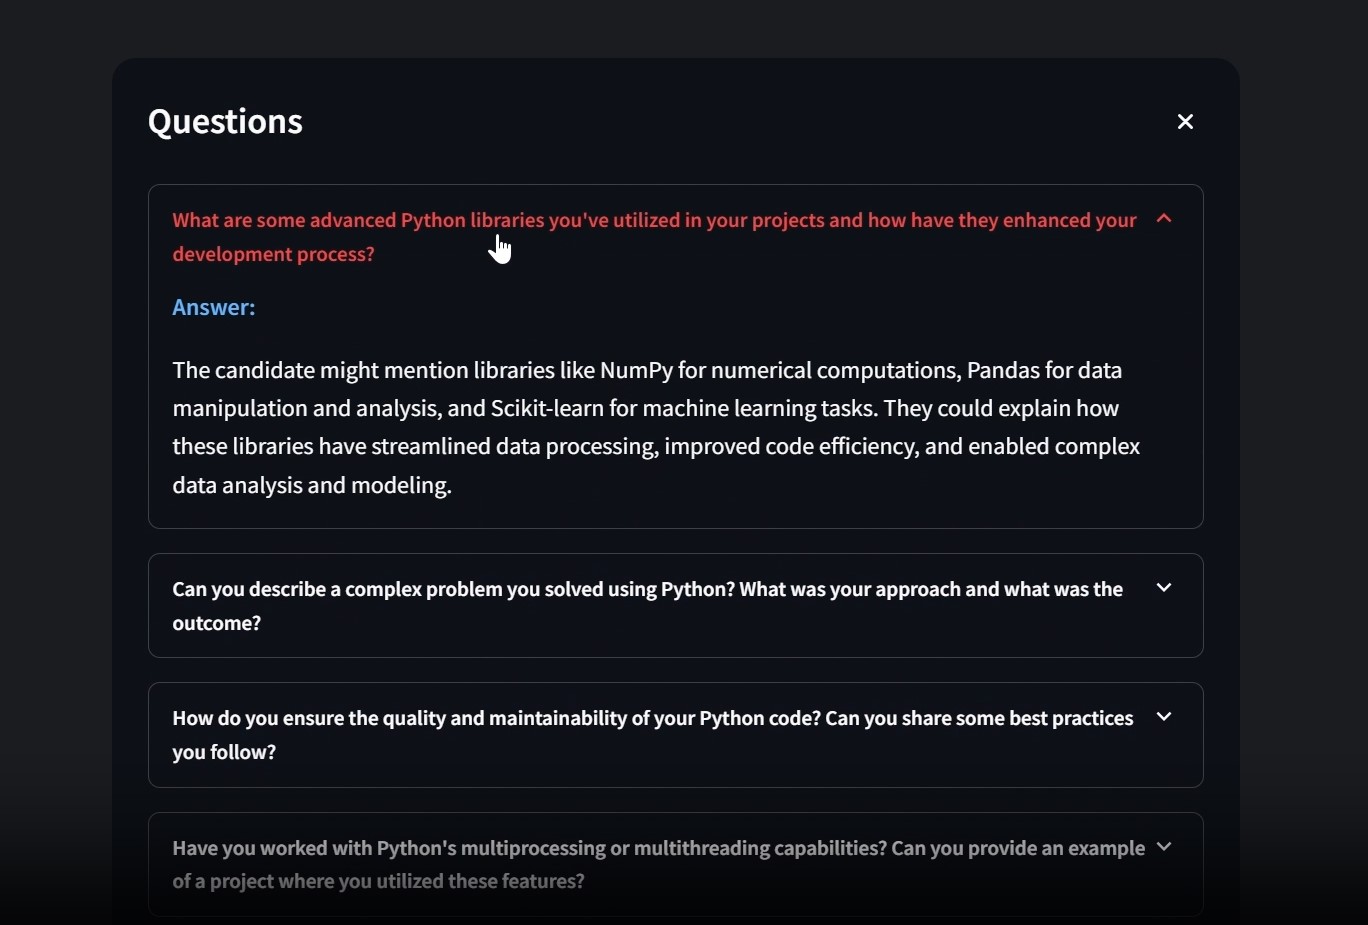 Questions
What are some advanced Python libraries you've utilized in your projects and how have they enhanced your
development process?
Answer:
The candidate might mention libraries like NumPy for numerical computations, Pandas for data
manipulation and analysis, and Scikit-learn for machine learning tasks. They could explain how
these libraries have streamlined data processing, improved code efficiency, and enabled complex
data analysis and modeling.
Can you describe a complex problem you solved using Python? What was your approach and what was the
outcome?
How do you ensure the quality and maintainability of your Python code? Can you share some best practices
you follow?
Have you worked with Python's multiprocessing or multithreading capabilities? Can you provide an example
of a project where you utilized these features?